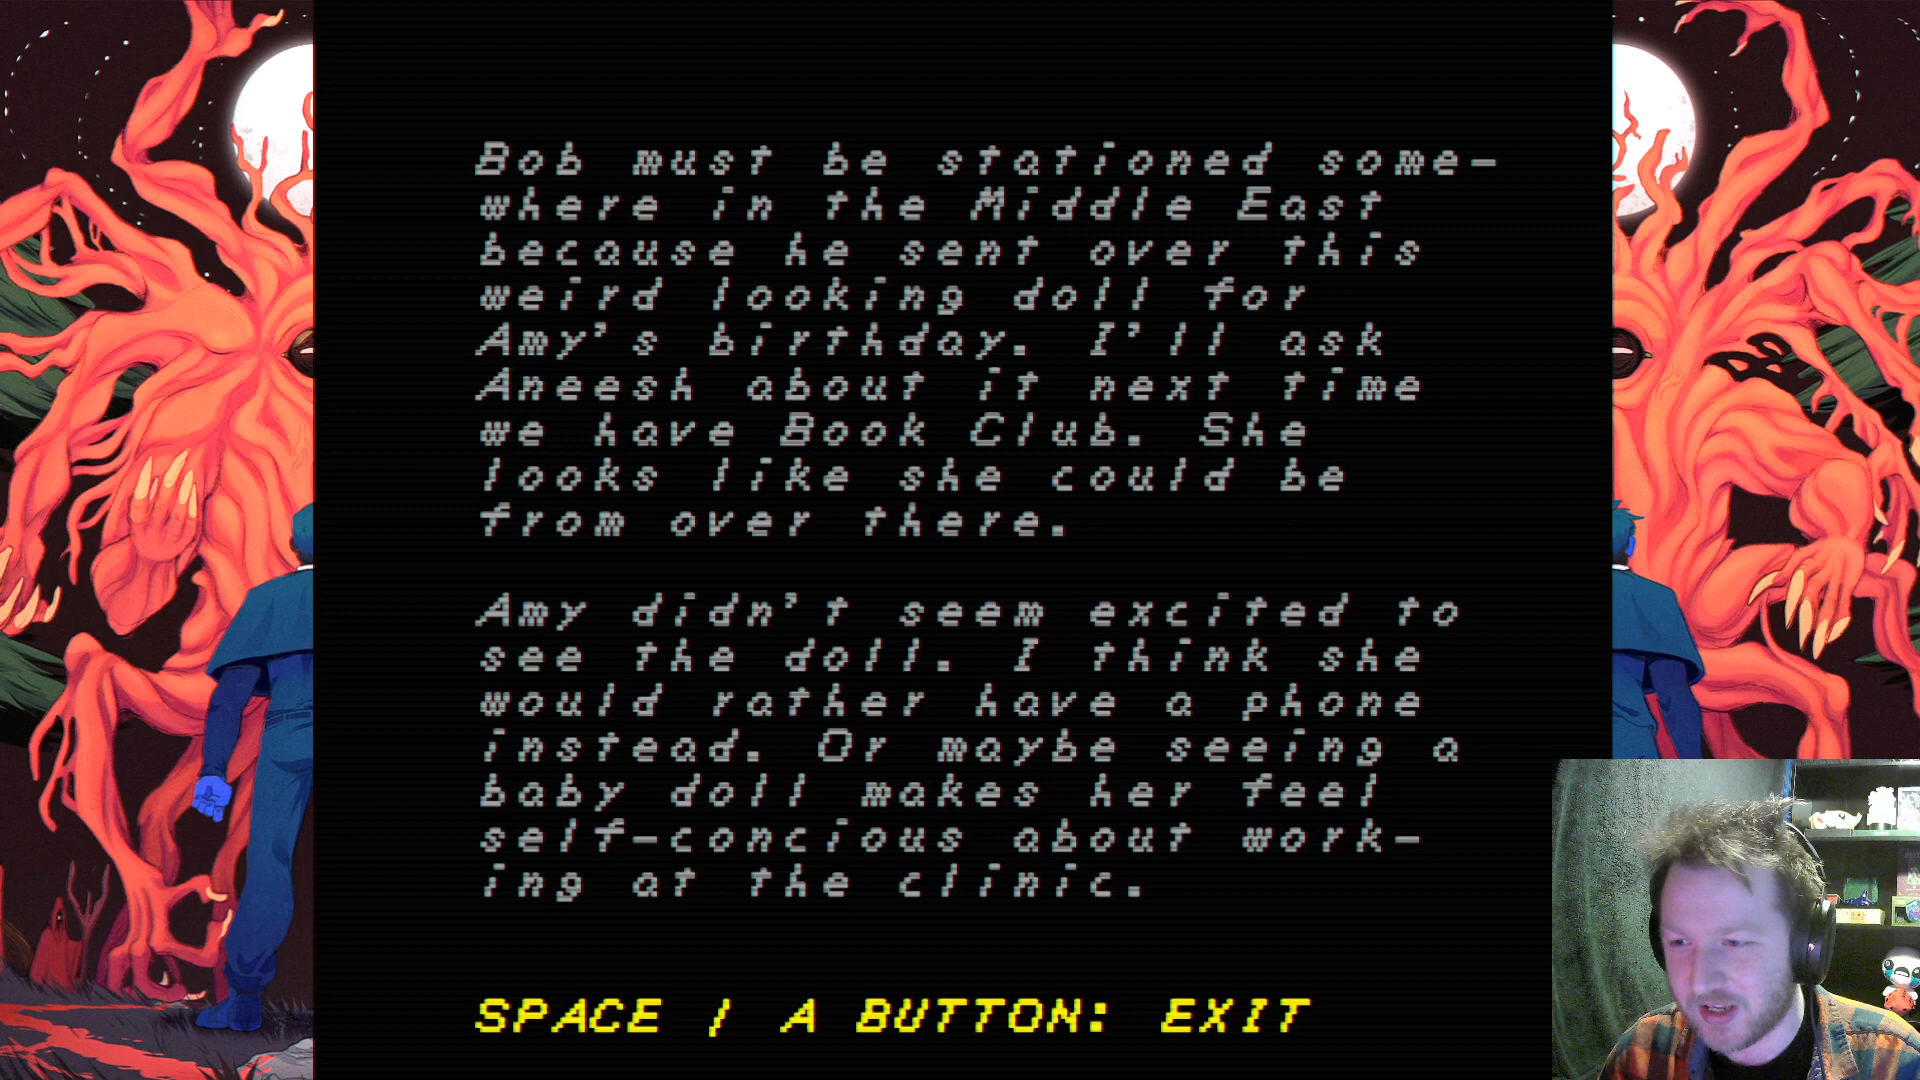 Bob must be stationed some-
where in the Middle East
because he sent over this
weird looking doll for
Amy's birthday. I'll ask
Aneesh about it next time
we have Book Club. She
looks like she could be
from over there.
Amy didn't seem excited to
see the doll. I think she
would rather have a phone
instead. Or maybe seeing a
baby doll makes her feel
self-concious about work-
ing at the clinic.
SPACE / A BUTTON: EXIT